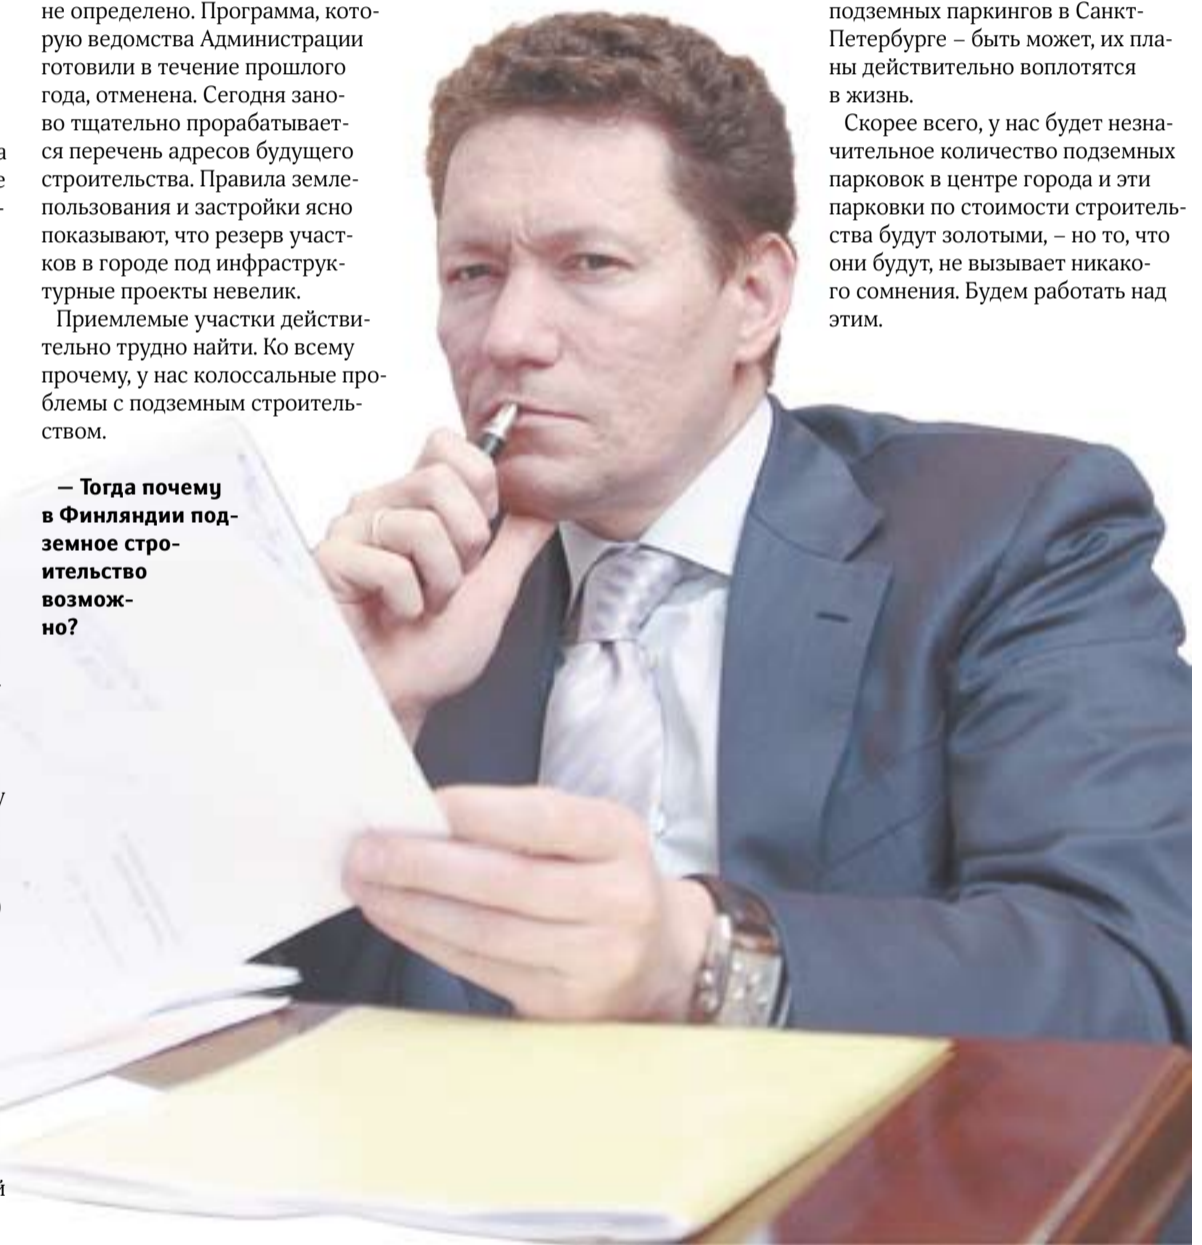 не определено. Программа, кото-
рую ведомства Администрации
готовили в течение прошлого
года, отменена. Сегодня зано-
во тщательно прорабатывает-
ся перечень адресов будущего
строительства. Правила земле-
пользования и застройки ясно
показывают, что резерв участ-
ков в городе под инфраструк-
турные проекты невелик.
Приемлемые участки действи-
тельно трудно найти. Ко всему
прочему, у нас колоссальные про-
блемы с подземным строитель-
ством.
— Тогда почему
в Финляндии под-
земное стро-
ительство
возмож-
но?
подземных паркингов в Санкт-
Петербурге – быть может, их пла-
ны действительно воплотятся
в жизнь.
Скорее всего, у нас будет незна-
чительное количество подземных
парковок в центре города и эти
парковки по стоимости строитель-
ства будут золотыми, – но то, что
они будут, не вызывает никако-
го сомнения. Будем работать над
этим.